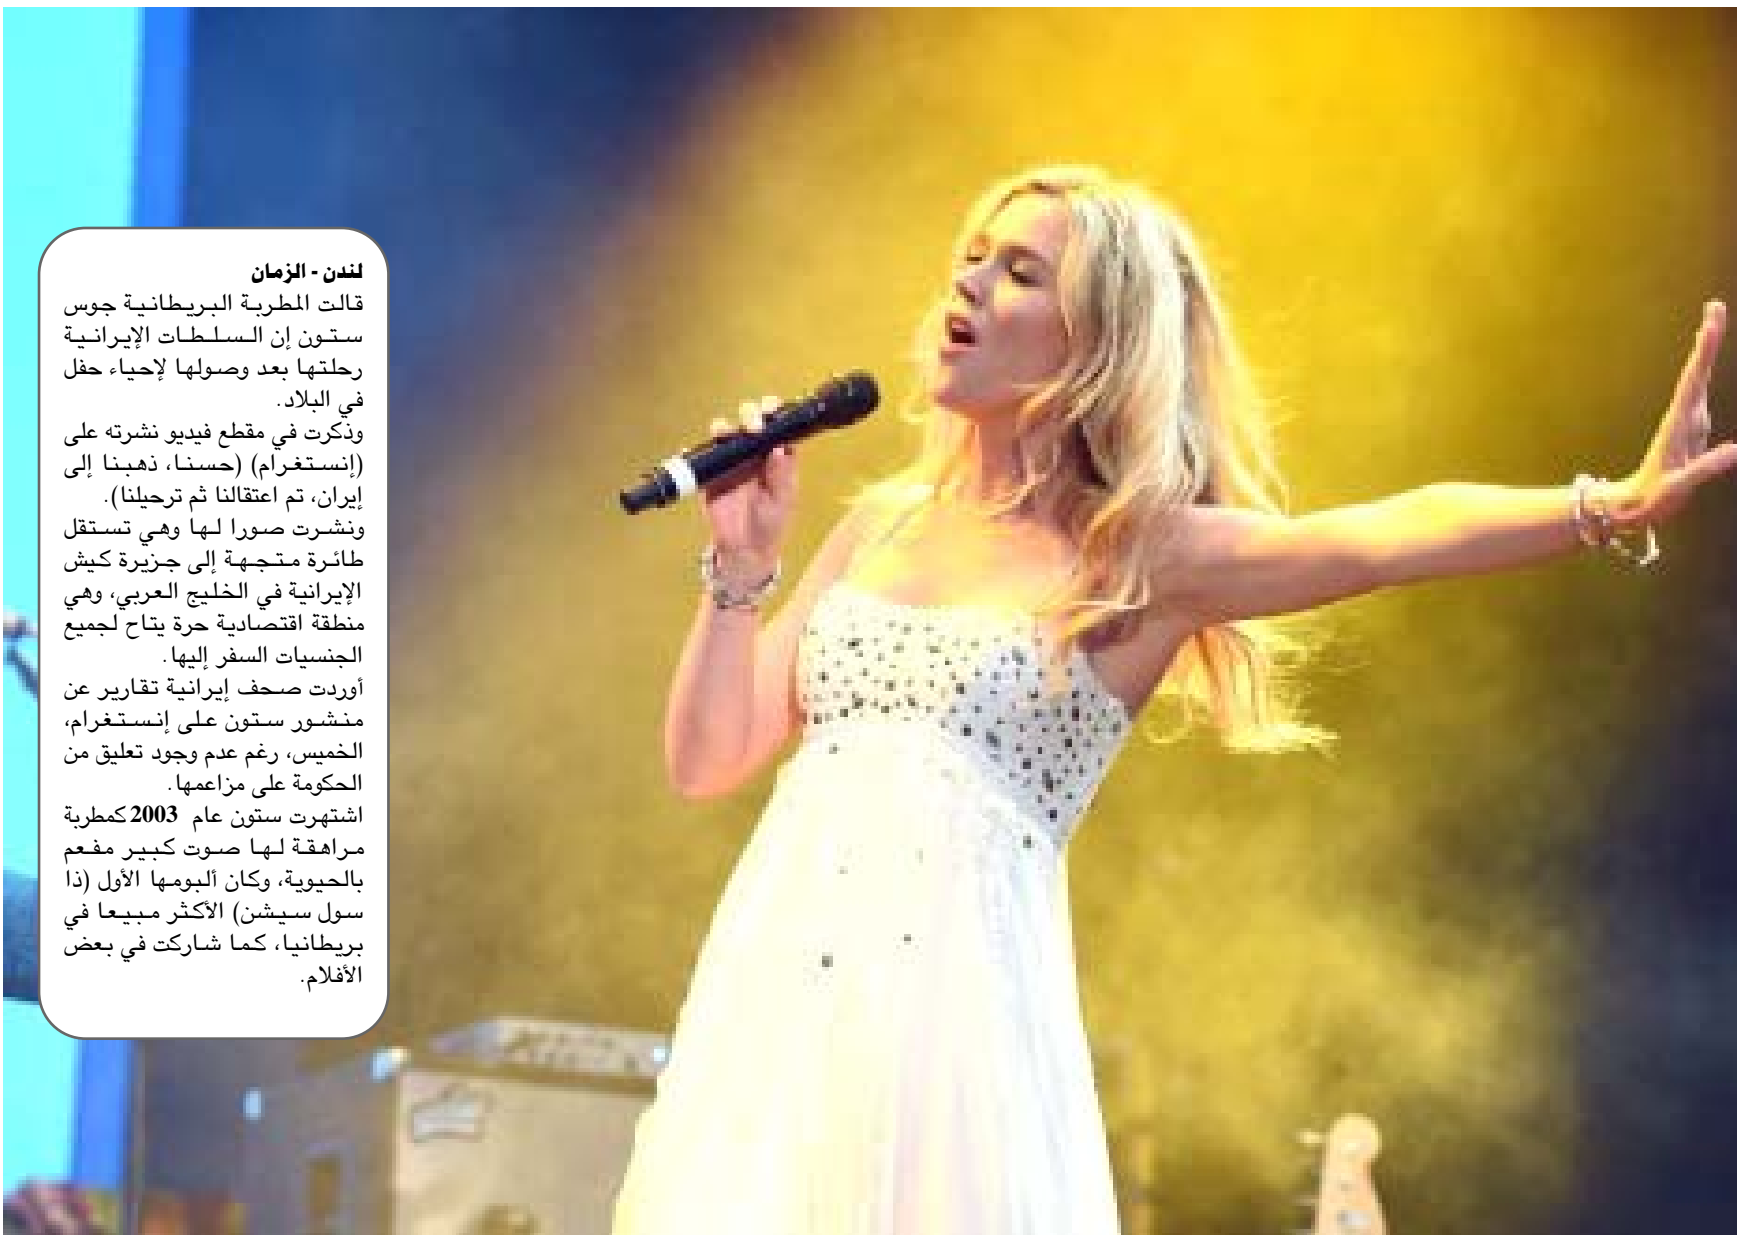 لندن - الزمان
قالت المطربة البريطانية جوس
ستون إن السلطات الإيرانية
رحلتها بعد وصولها لإحياء حفل
في البلاد.
وذكرت في مقطع فيديو نشرته على
(إنستغرام) (حسنا، ذهبنا إلى
إيران، تم اعتقالنا ثم ترحيلنا).
ونشرت صورا لها وهي تستقل
طائرة متجهة إلى جزيرة كيش
الإيرانية في الخليج العربي، وهي
منطقة اقتصادية حرة يتاح لجميع
الجنسيات السفر إليها.
أوردت صحف إيرانية تقارير عن
منشور ستون على إنستغرام،
الخميس، رغم عدم وجود تعليق من
الحكومة على مزاعمها.
اشتهرت ستون عام 2003 كمطربة
مراهقة لها صوت كبير مفعم
بالحيوية، وكان ألبومها الأول (ذا
سول سيشن) الأكثر مبيعا في
بريطانيا، كما شاركت في بعض
الأفلام.